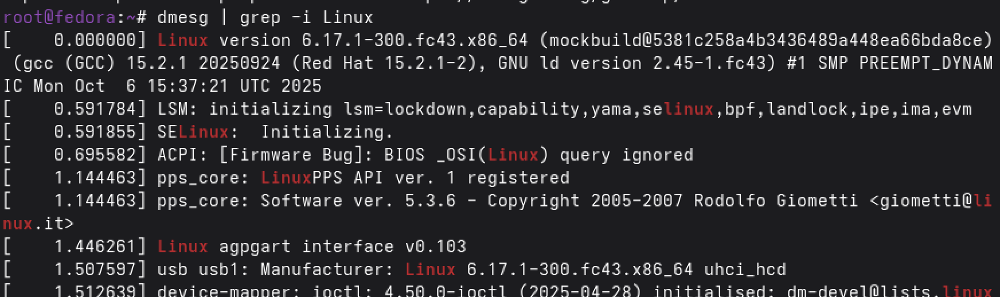 root@fedora:~# dmesg | grep -i Linux
[    0.000000] Linux version 6.17.1-300.fc43.x86_64 (mockbuild@5381c258a4b3436489a448ea66bda8ce)
 (gcc (GCC) 15.2.1 20250924 (Red Hat 15.2.1-2), GNU ld version 2.45-1.fc43) #1 SMP PREEMPT_DYNAM
IC Mon Oct  6 15:37:21 UTC 2025
[    0.591784] LSM: initializing lsm=lockdown,capability,yama,selinux,bpf,landlock,ipe,ima,evm
[    0.591855] SELinux:  Initializing.
[    0.695582] ACPI: [Firmware Bug]: BIOS _OSI(Linux) query ignored
[    1.144463] pps_core: LinuxPPS API ver. 1 registered
[    1.144463] pps_core: Software ver. 5.3.6 - Copyright 2005-2007 Rodolfo Giometti <giometti@li
nux.it>
[    1.446261] Linux agpgart interface v0.103
[    1.507597] usb usb1: Manufacturer: Linux 6.17.1-300.fc43.x86_64 uhci_hcd
[    1.512639] device-mapper: ioctl: 4.50.0-ioctl (2025-04-28) initialised: dm-devel@lists.linux